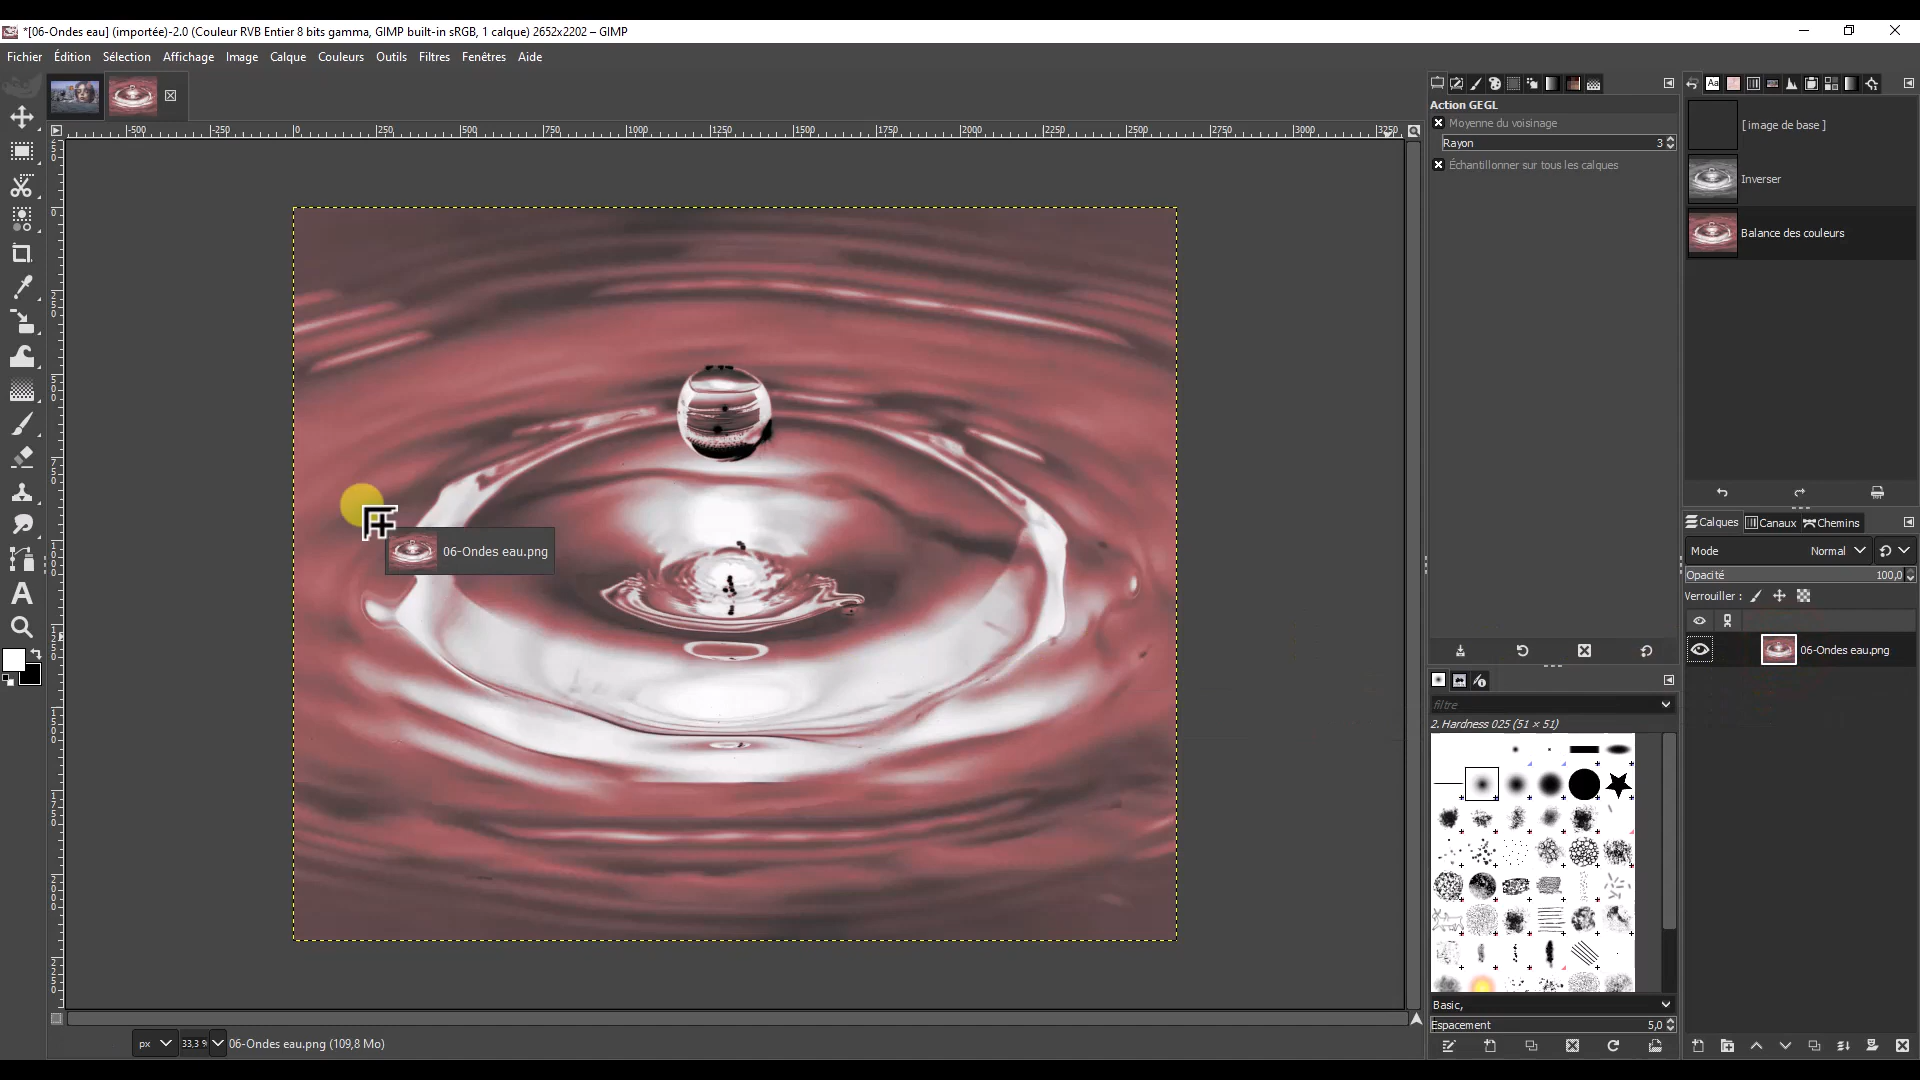 *[06-Ondes eau] (importée)-2.0 (Couleur RVB Entier 8 bits gamma, GIMP built-in sRGB, 1 calque) 2652x2202 – GIMP
Fichier Édition Sélection Affichage Image Calque Couleurs Outils Filtres Fenêtres Aide
-500 -250 0 250 500 750 1000 1250 1500 1750 2000 2250 2500 2750 3000 3250
Action GEGL
Moyenne du voisinage
Rayon 3
Échantillonner sur tous les calques
[ image de base ]
Inverser
Balance des couleurs
06-Ondes eau.png
Calques Canaux Chemins
Mode Normal
Opacité 100,0
Verrouiller :
06-Ondes eau.png
filtre
2. Hardness 025 (51 × 51)
Basic,
Espacement 5,0
px 33,3 % 06-Ondes eau.png (109,8 Mo)